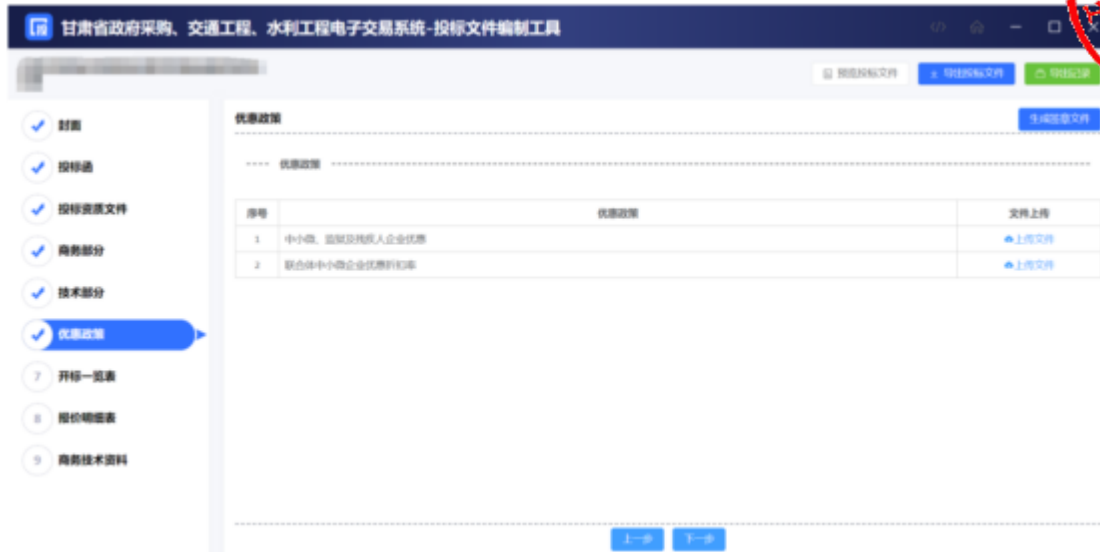 甘肃省政府采购、交通工程、水利工程电子交易系统-投标文件编制工具
预览投标文件 导出投标文件 导出记录
封面
投标函
投标资质文件
商务部分
技术部分
优惠政策
7 开标一览表
8 报价明细表
9 商务技术资料
优惠政策 生成签章文件
优惠政策
序号 优惠政策 文件上传
1 中小微、监狱及残疾人企业优惠 上传文件
2 联合体中小微企业优惠折扣率 上传文件
上一步 下一步